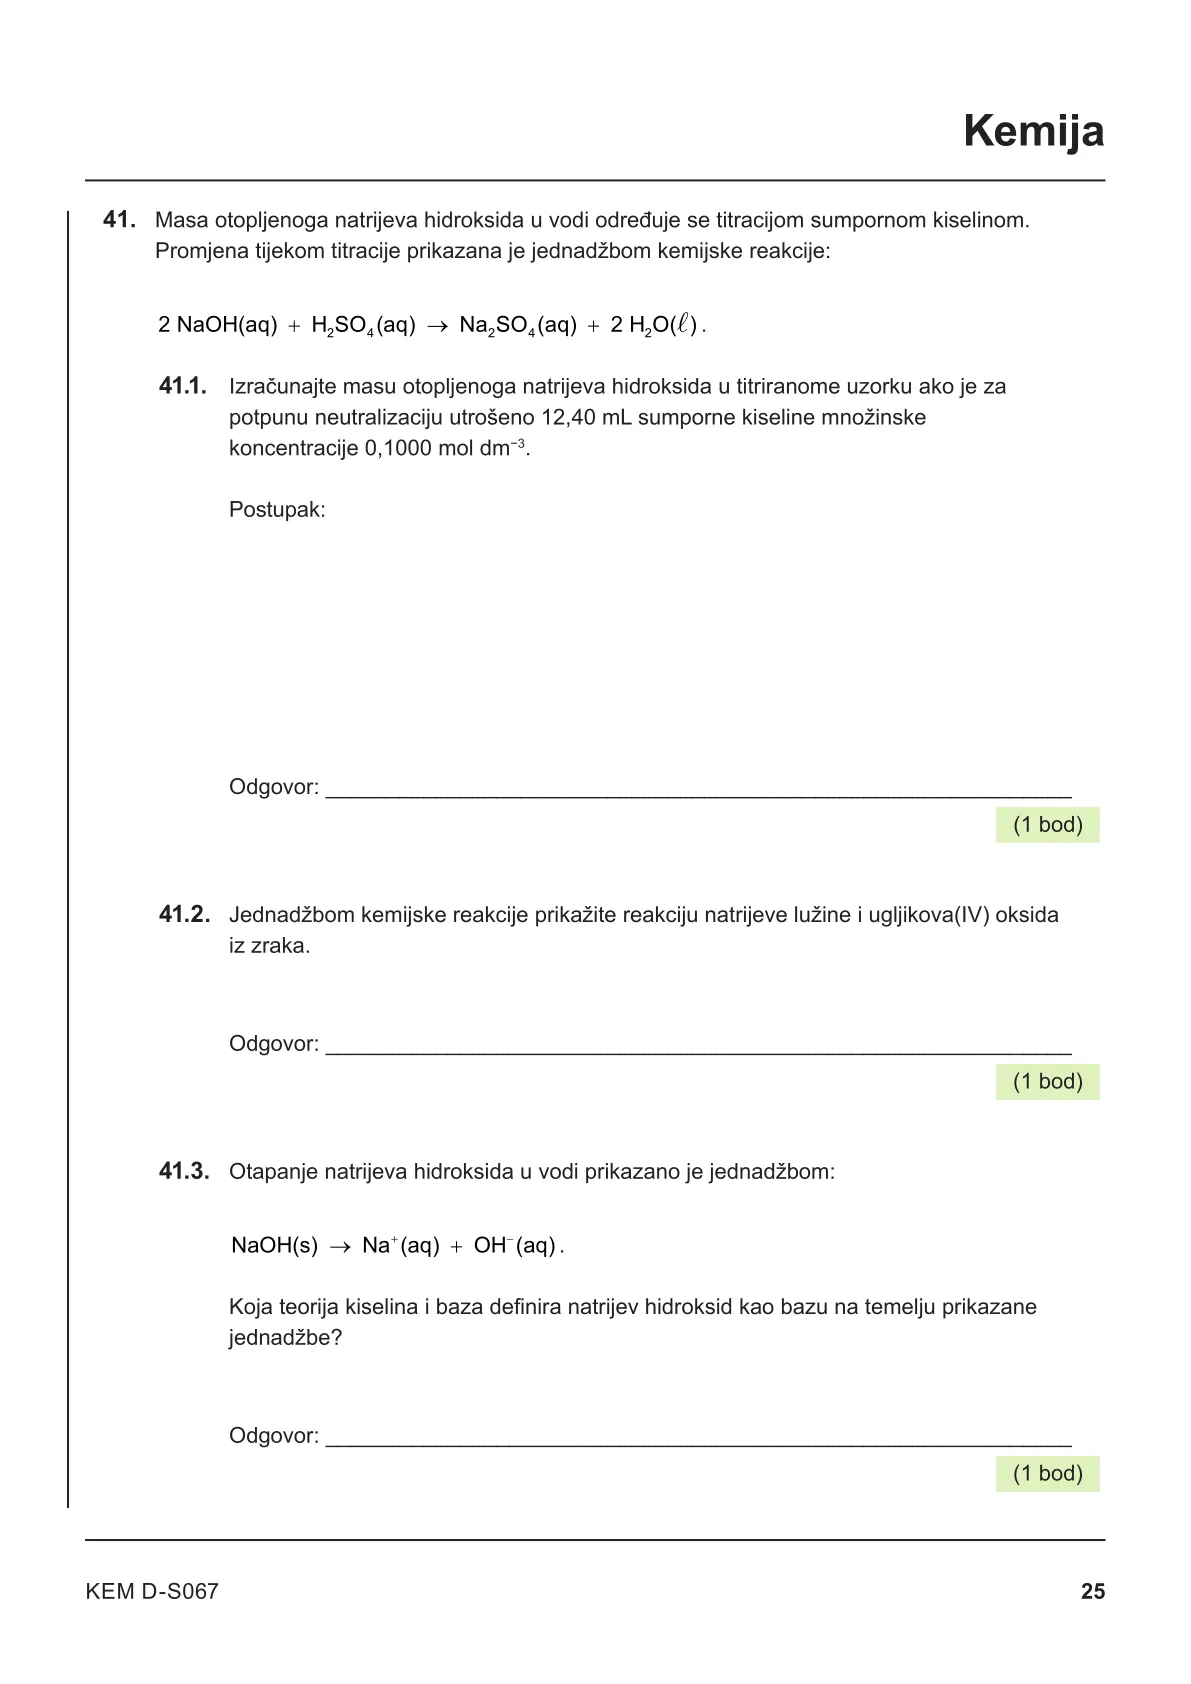 Kemija
41. Masa otopljenoga natrijeva hidroksida u vodi određuje se titracijom sumpornom kiselinom.
Promjena tijekom titracije prikazana je jednadžbom kemijske reakcije:
2 NaOH(aq) + H₂SO₄(aq) → Na₂SO₄(aq) + 2 H₂O(ℓ).
41.1. Izračunajte masu otopljenoga natrijeva hidroksida u titriranome uzorku ako je za
potpunu neutralizaciju utrošeno 12,40 mL sumporne kiseline množinske
koncentracije 0,1000 mol dm⁻³.
Postupak:
Odgovor: ______________________________________________________________
(1 bod)
41.2. Jednadžbom kemijske reakcije prikažite reakciju natrijeve lužine i ugljikova(IV) oksida
iz zraka.
Odgovor: ______________________________________________________________
(1 bod)
41.3. Otapanje natrijeva hidroksida u vodi prikazano je jednadžbom:
NaOH(s) → Na⁺(aq) + OH⁻(aq).
Koja teorija kiselina i baza definira natrijev hidroksid kao bazu na temelju prikazane
jednadžbe?
Odgovor: ______________________________________________________________
(1 bod)
KEM D-S067
25